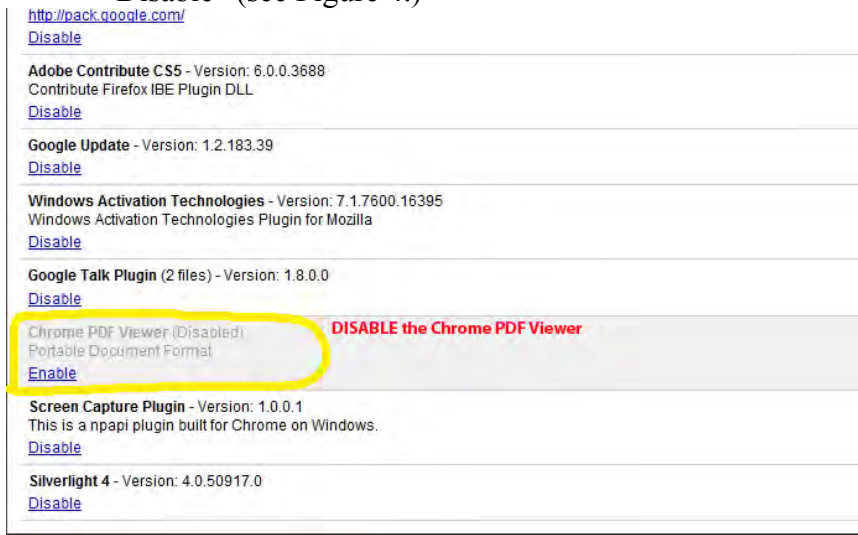 Disable" (see Figure 4.)
http://pack.google.com/
Disable
Adobe Contribute CS5 - Version: 6.0.0.3688
Contribute Firefox IBE Plugin DLL
Disable
Google Update - Version: 1.2.183.39
Disable
Windows Activation Technologies - Version: 7.1.7600.16395
Windows Activation Technologies Plugin for Mozilla
Disable
Google Talk Plugin (2 files) - Version: 1.8.0.0
Disable
Chrome PDF Viewer (Disabled) DISABLE the Chrome PDF Viewer
Portable Document Format
Enable
Screen Capture Plugin - Version: 1.0.0.1
This is a npapi plugin built for Chrome on Windows.
Disable
Silverlight 4 - Version: 4.0.50917.0
Disable